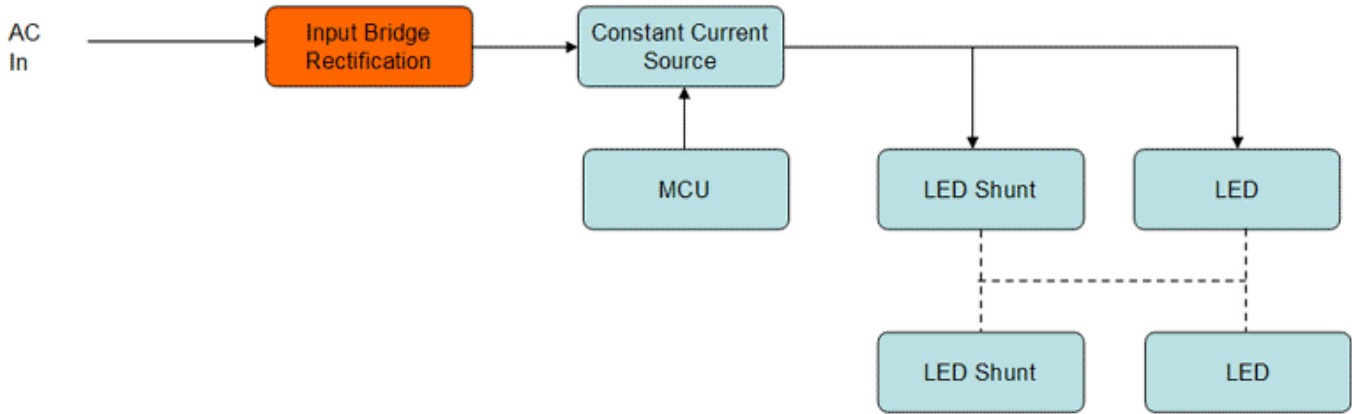 AC
In
Input Bridge
Rectification
Constant Current
Source
MCU
LED Shunt
LED
LED Shunt
LED